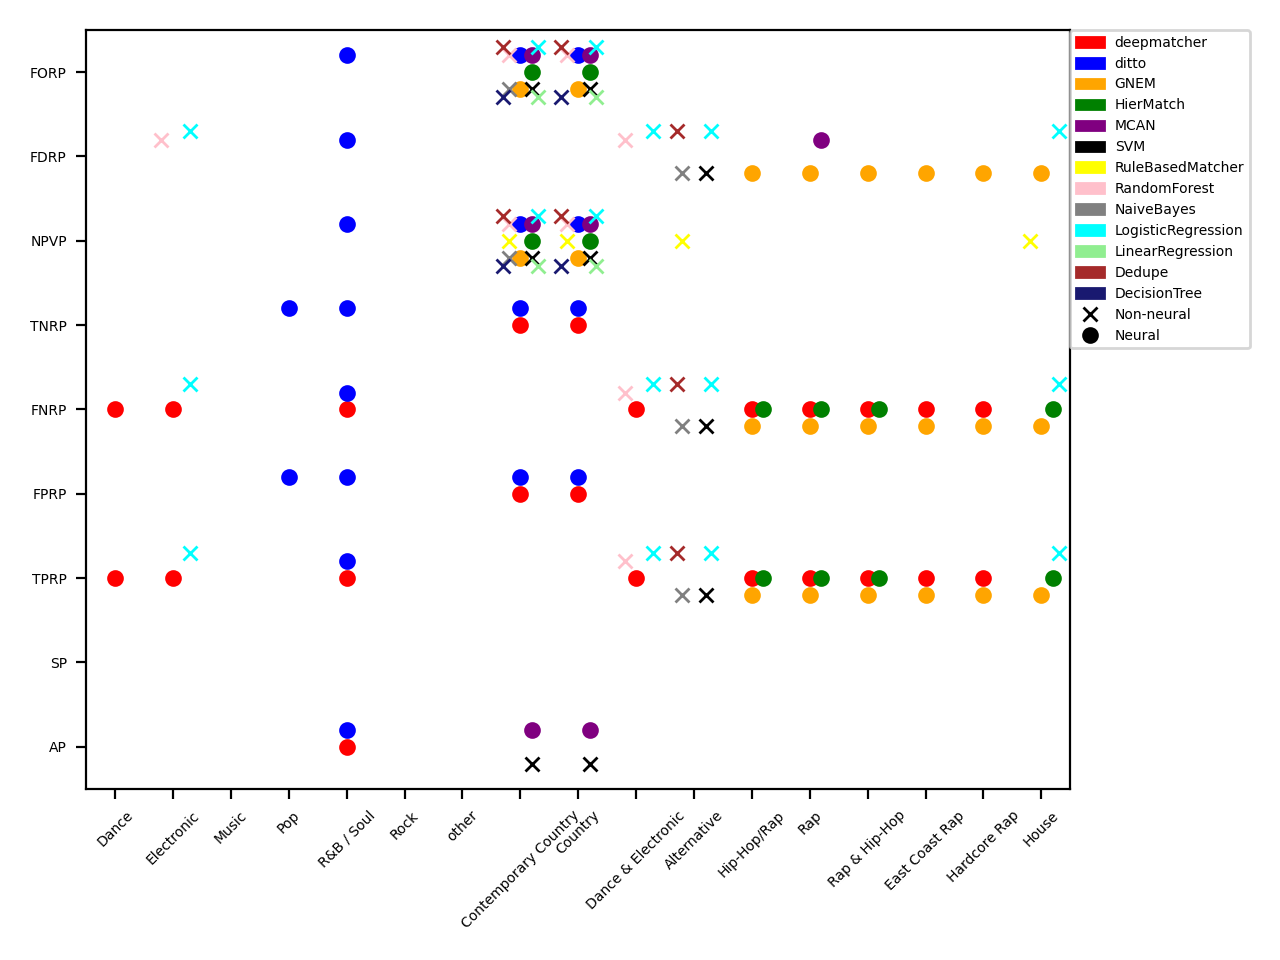 FORP
FDRP
NPVP
TNRP
FNRP
FPRP
TPRP
SP
AP
Dance
Electronic
Music
Pop
R&B / Soul
Rock
other
Contemporary Country
Country
Dance & Electronic
Alternative
Hip-Hop/Rap
Rap
Rap & Hip-Hop
East Coast Rap
Hardcore Rap
House
deepmatcher
ditto
GNEM
HierMatch
MCAN
SVM
RuleBasedMatcher
RandomForest
NaiveBayes
LogisticRegression
LinearRegression
Dedupe
DecisionTree
Non-neural
Neural